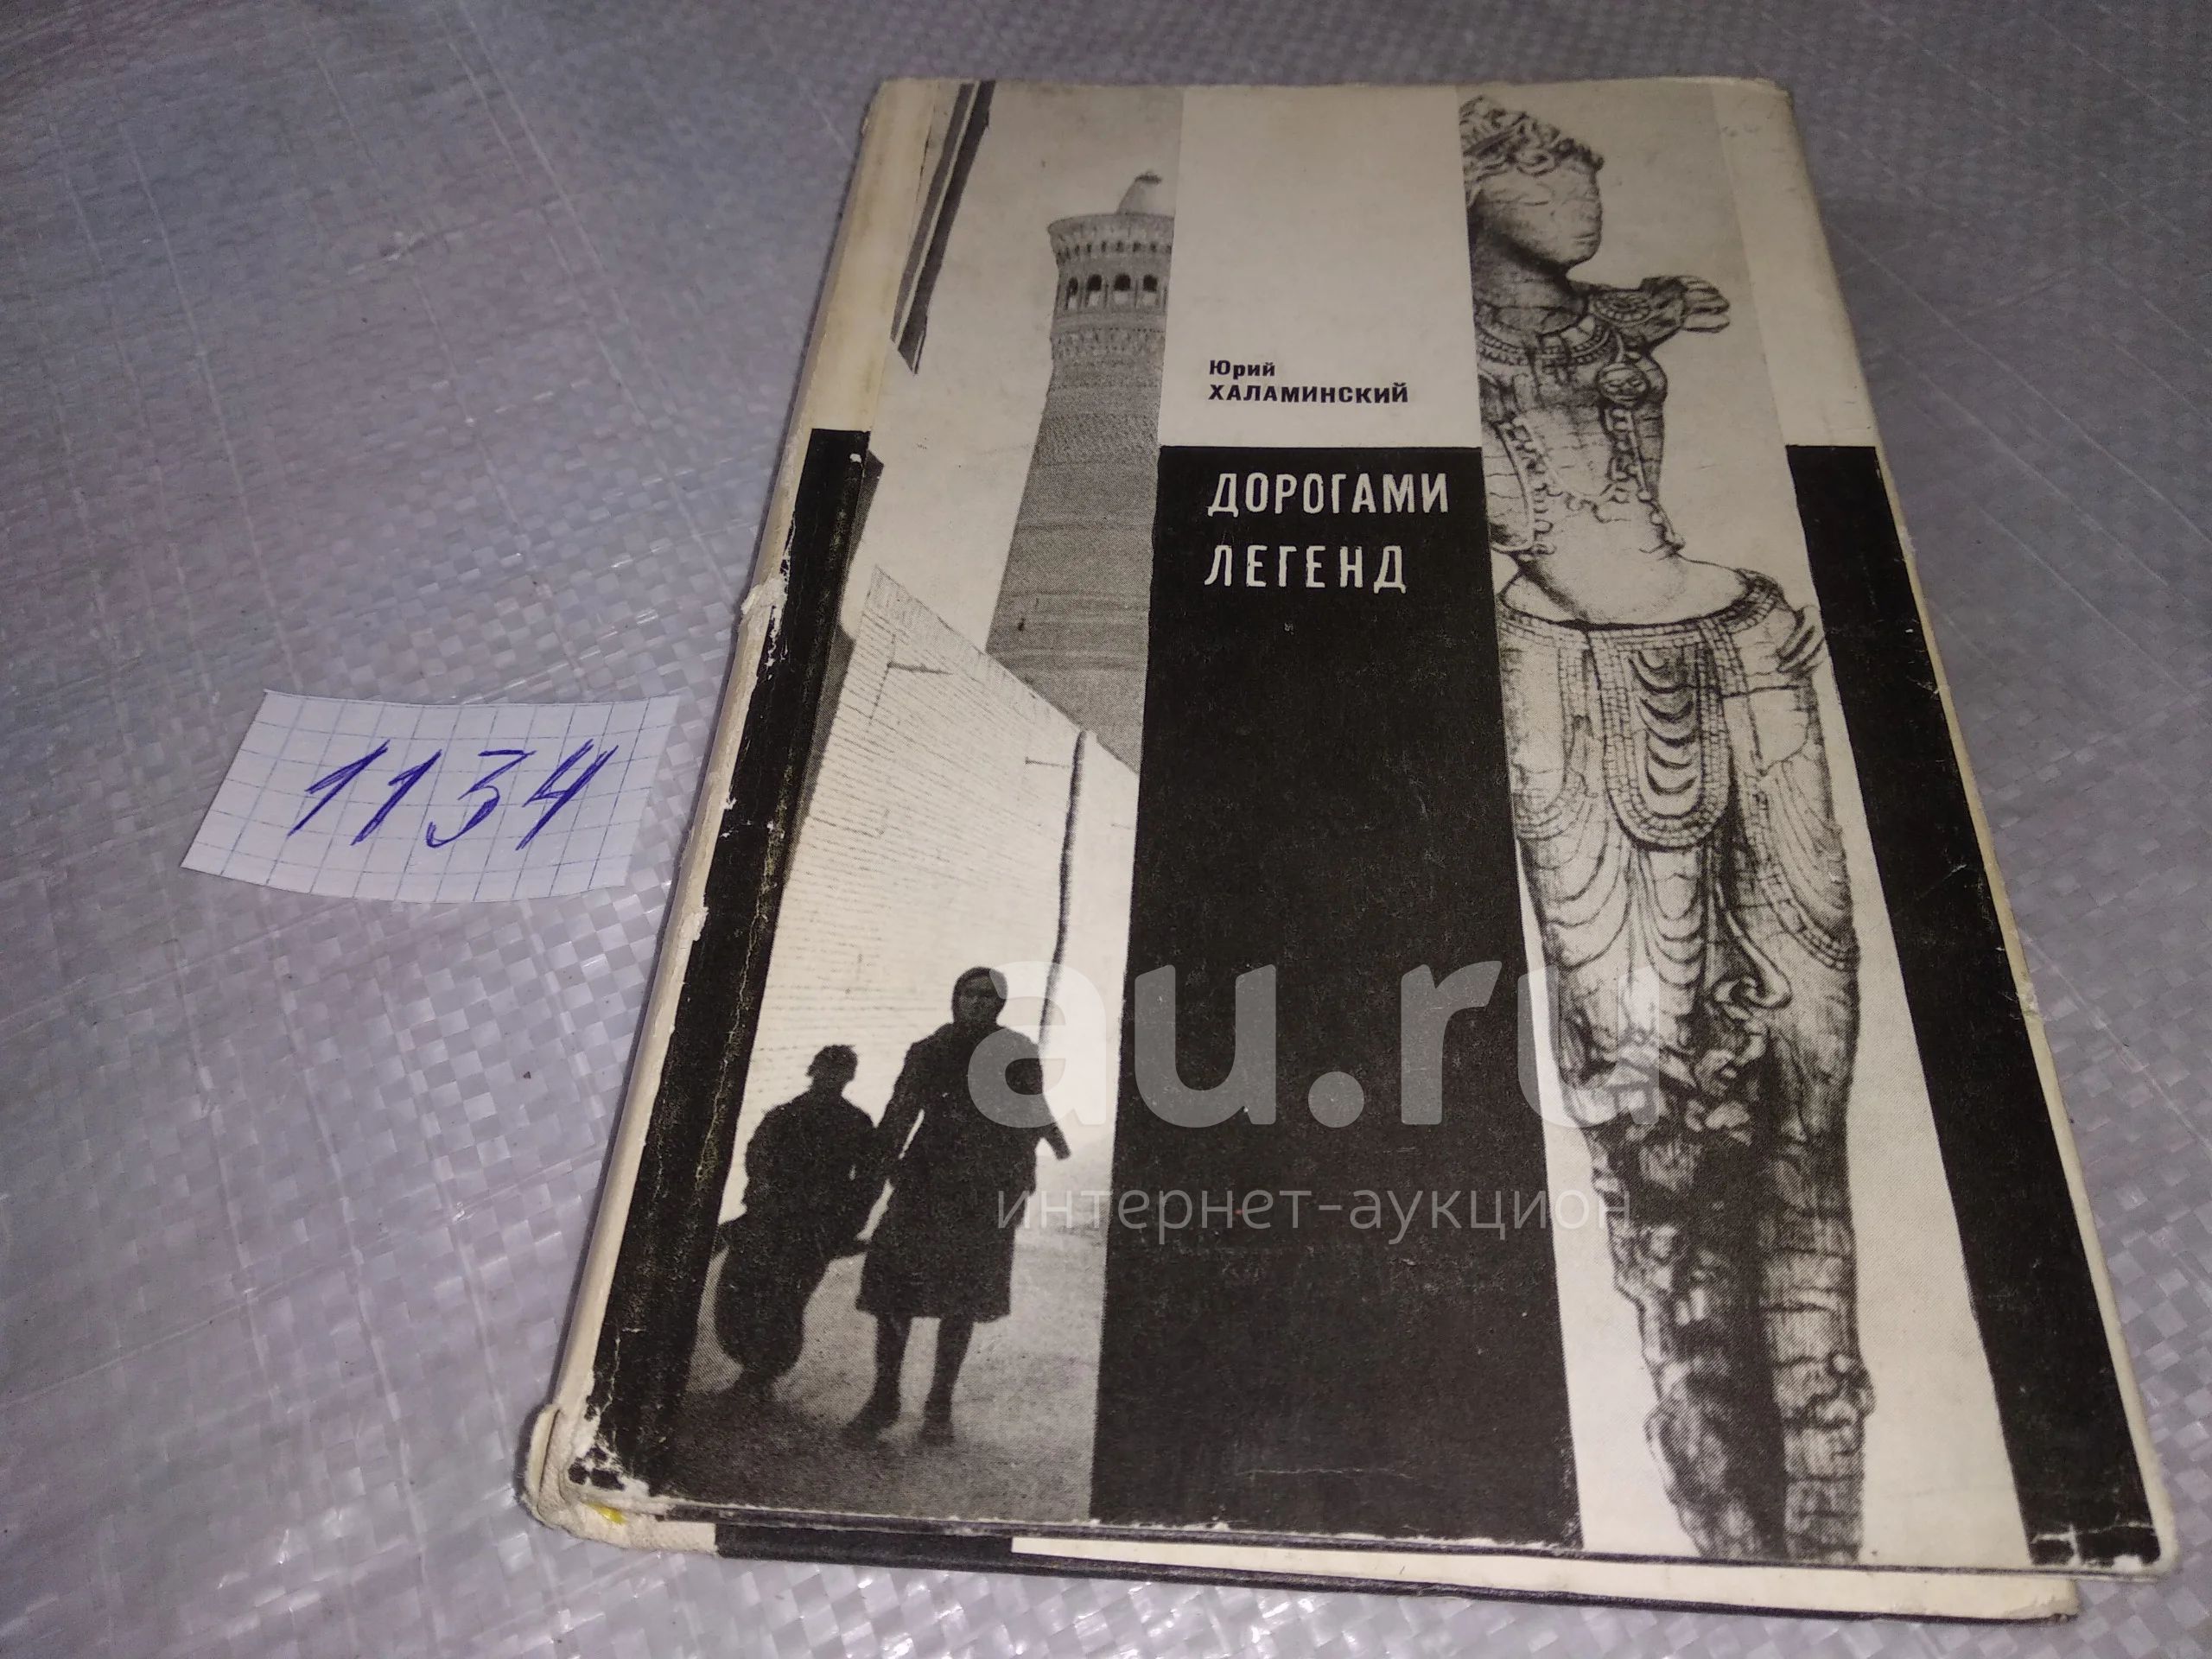 Юрий
ХАЛАМИНСКИЙ
ДОРОГАМИ
ЛЕГЕНД
1134
au.ru
интернет-аукцион